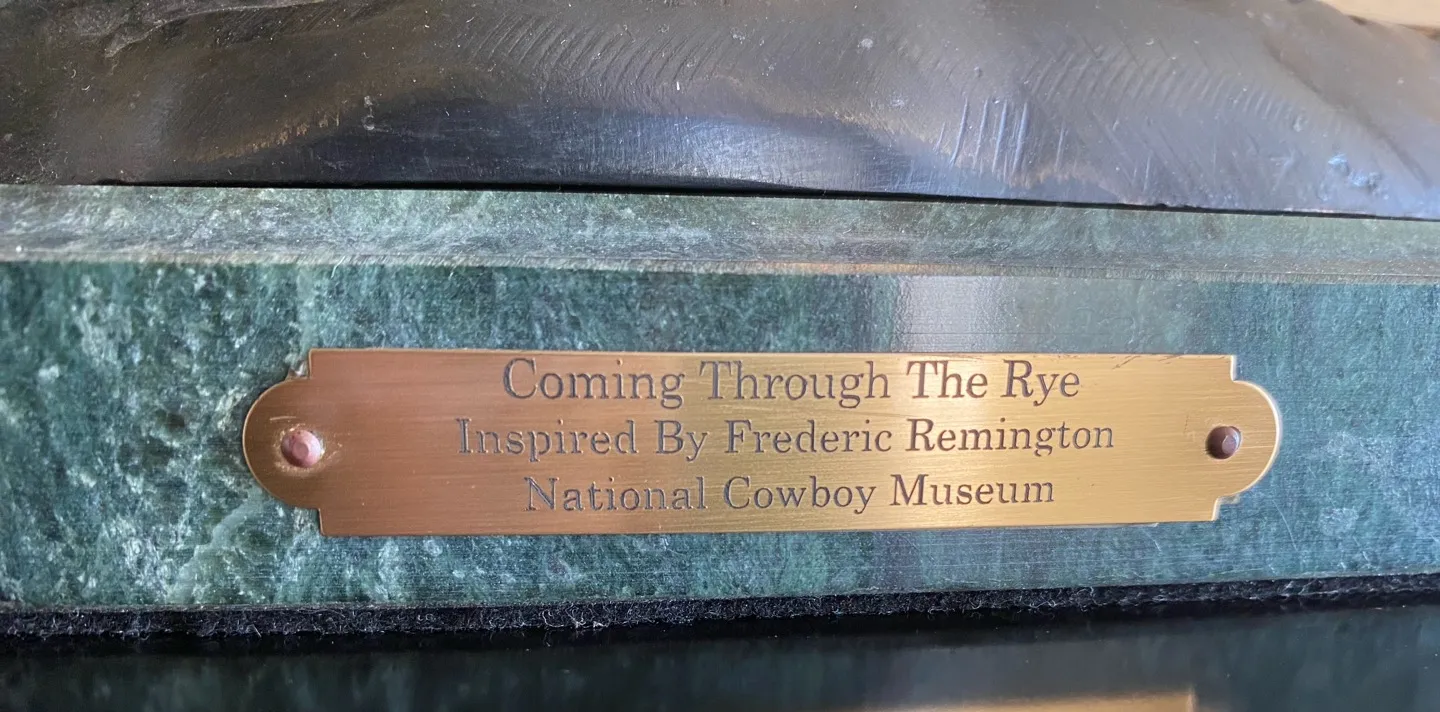 Coming Through The Rye
Inspired By Frederic Remington
National Cowboy Museum